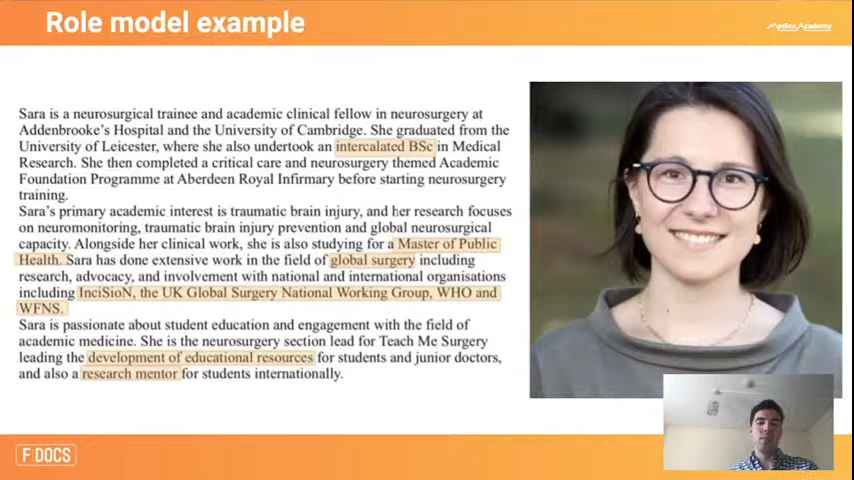 Role model example
Medics.Academy
Sara is a neurosurgical trainee and academic clinical fellow in neurosurgery at
Addenbrooke's Hospital and the University of Cambridge. She graduated from the
University of Leicester, where she also undertook an intercalated BSc in Medical
Research. She then completed a critical care and neurosurgery themed Academic
Foundation Programme at Aberdeen Royal Infirmary before starting neurosurgery
training.
Sara's primary academic interest is traumatic brain injury, and her research focuses
on neuromonitoring, traumatic brain injury prevention and global neurosurgical
capacity. Alongside her clinical work, she is also studying for a Master of Public
Health. Sara has done extensive work in the field of global surgery including
research, advocacy, and involvement with national and international organisations
including InciSioN, the UK Global Surgery National Working Group, WHO and
WFNS.
Sara is passionate about student education and engagement with the field of
academic medicine. She is the neurosurgery section lead for Teach Me Surgery
leading the development of educational resources for students and junior doctors,
and also a research mentor for students internationally.
F DOCS